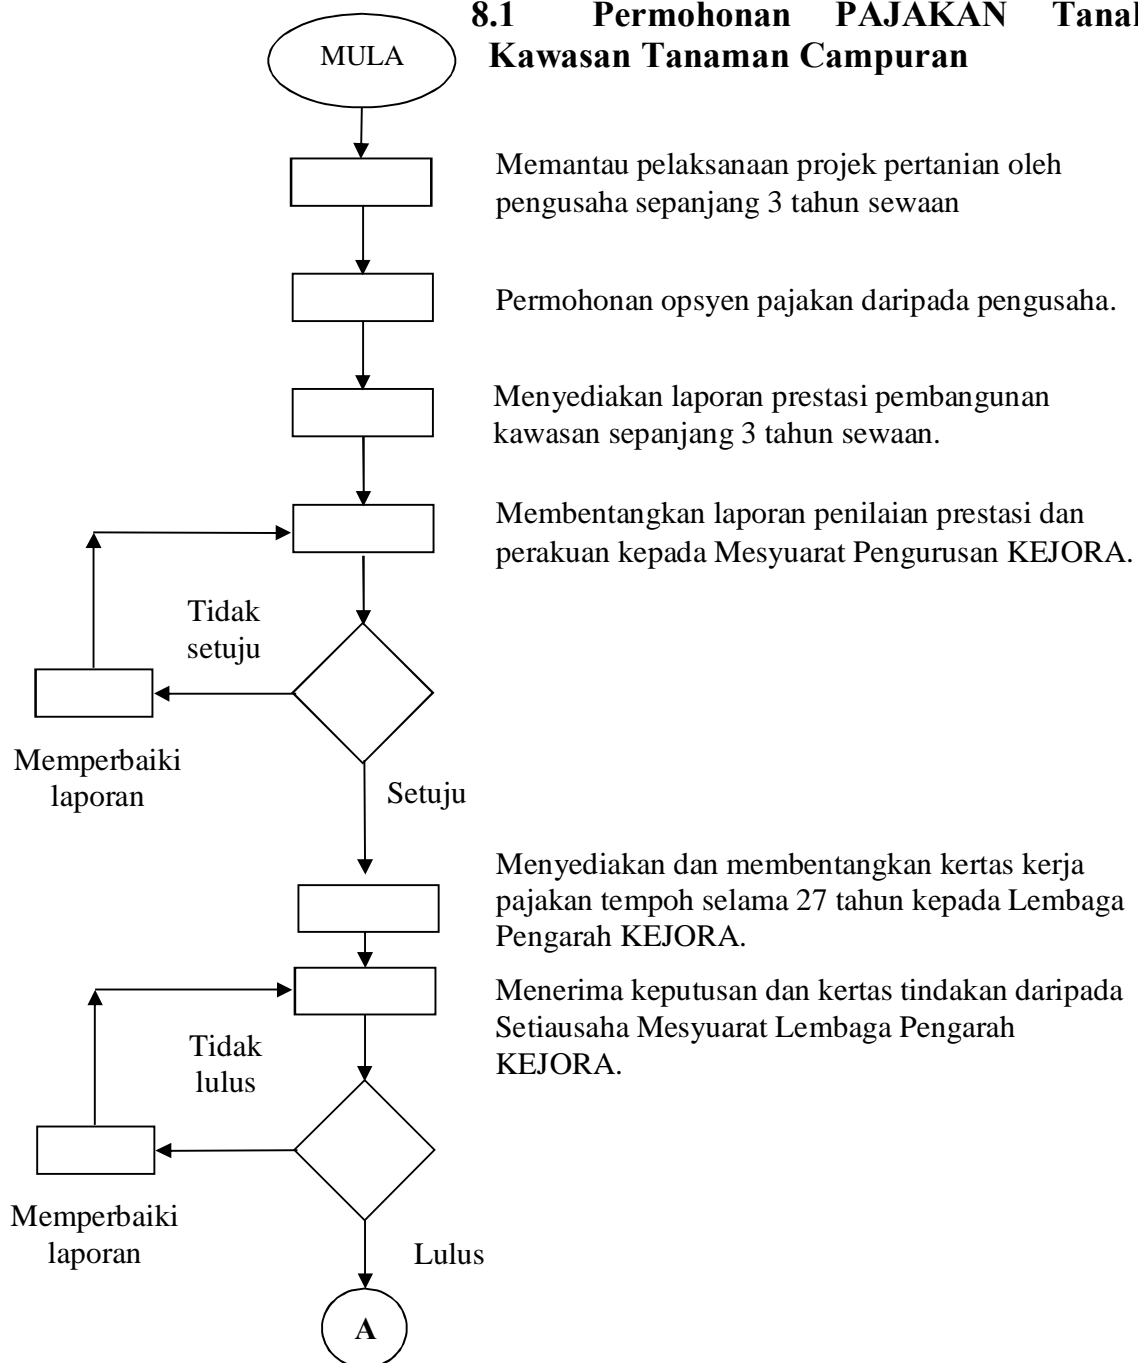 8.1 Permohonan PAJAKAN Tanah
Kawasan Tanaman Campuran
MULA
Memantau pelaksanaan projek pertanian oleh
pengusaha sepanjang 3 tahun sewaan
Permohonan opsyen pajakan daripada pengusaha.
Menyediakan laporan prestasi pembangunan
kawasan sepanjang 3 tahun sewaan.
Membentangkan laporan penilaian prestasi dan
perakuan kepada Mesyuarat Pengurusan KEJORA.
Tidak
setuju
Memperbaiki
laporan
Setuju
Menyediakan dan membentangkan kertas kerja
pajakan tempoh selama 27 tahun kepada Lembaga
Pengarah KEJORA.
Menerima keputusan dan kertas tindakan daripada
Setiausaha Mesyuarat Lembaga Pengarah
KEJORA.
Tidak
lulus
Memperbaiki
laporan
Lulus
A